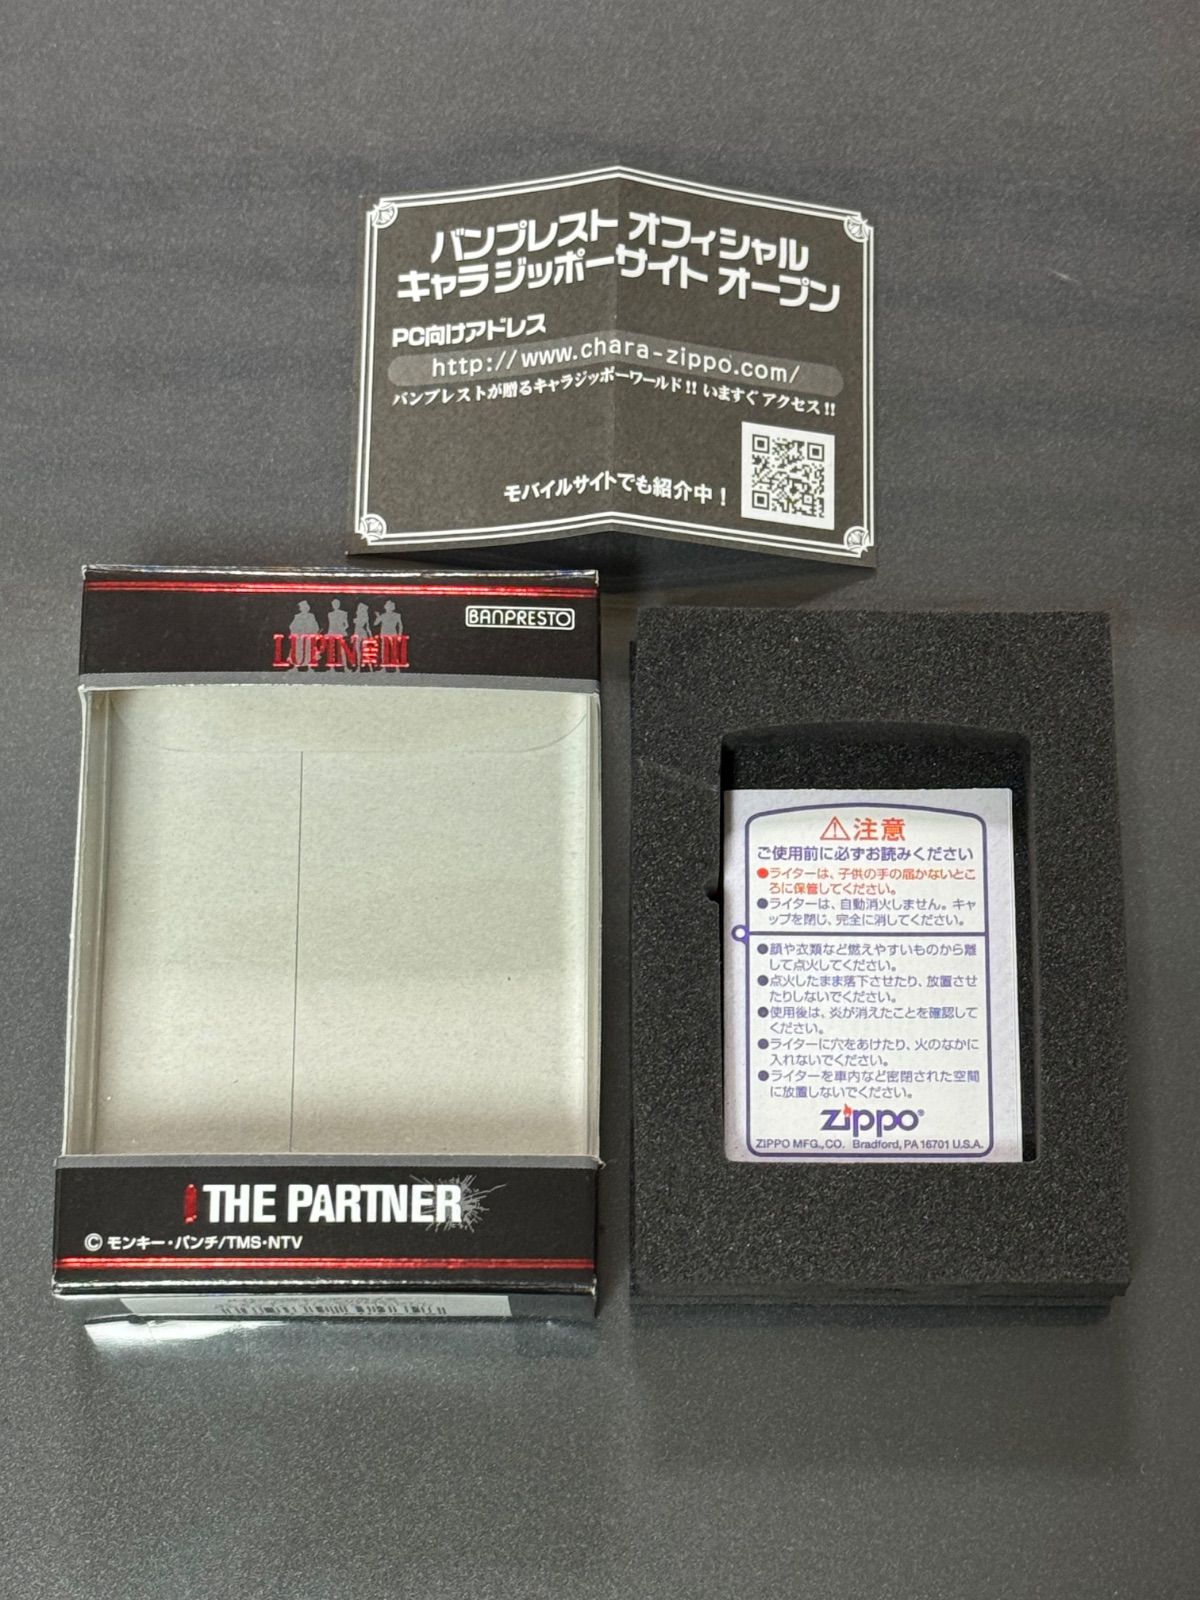 バンプレスト オフィシャル
キャラジッポーサイト オープン
PC向けアドレス
http://www.chara-zippo.com/
バンプレストが贈るキャラジッポーワールド!! いますぐアクセス!!
モバイルサイトでも紹介中！
BANPRESTO
LUPIN THE III
THE PARTNER
© モンキー・パンチ/TMS・NTV
⚠注意
ご使用前に必ずお読みください
●ライターは、子供の手の届かないとこ
ろに保管してください。
●ライターは、自動消火しません。キャ
ップを閉じ、完全に消してください。
●顔や衣類など燃えやすいものから離
して点火してください。
●点火したまま落下させたり、放置させ
たりしないでください。
●使用後は、炎が消えたことを確認して
ください。
●ライターに穴をあけたり、火のなかに
入れないでください。
●ライターを車内など密閉された空間
に放置しないでください。
zippo®
ZIPPO MFG., CO. Bradford, PA 16701 U.S.A.